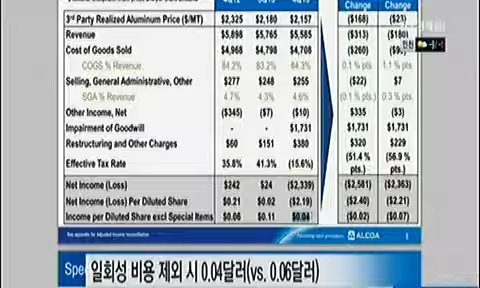 Change Change
3rd Party Realized Aluminum Price ($/MT) $2,325 $2,180 $2,157 ($168) ($23)
Revenue $5,898 $5,765 $5,585 ($313) ($180)
Cost of Goods Sold $4,968 $4,798 $4,708 ($260)
COGS % Revenue 84.2% 83.2% 84.3% 0.1 % pts. 1.1 % pts.
Selling, General Administrative, Other $277 $248 $255 ($22) $7
SGA % Revenue 4.7% 4.3% 4.6% (0.1 % pts.) 0.3 % pts.
Other Income, Net ($345) ($7) ($10) $335 ($3)
Impairment of Goodwill - - $1,731 $1,731 $1,731
Restructuring and Other Charges $60 $151 $380 $320 $229
Effective Tax Rate 35.8% 41.3% (15.6%) (51.4 % pts.) (56.9 % pts.)
Net Income (Loss) $242 $24 ($2,339) ($2,581) ($2,363)
Net Income (Loss) Per Diluted Share $0.21 $0.02 ($2.19) ($2.40) ($2.21)
Income per Diluted Share excl Special Items $0.06 $0.11 $0.04 ($0.02) ($0.07)
ALCOA
일회성 비용 제외 시 0.04달러(vs. 0.06달러)